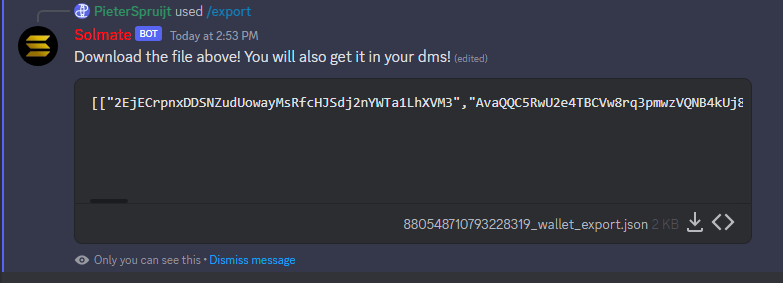 PieterSpruijt used /export
Solmate BOT Today at 2:53 PM
Download the file above! You will also get it in your dms! (edited)
[["2EjECrpnxDDSNZudUowayMsRfcHJSdj2nYWTa1LhXVM3","AvaQQC5RwU2e4TBCVw8rq3pmwzVQNB4kUj8
880548710793228319_wallet_export.json 2 KB
Only you can see this • Dismiss message